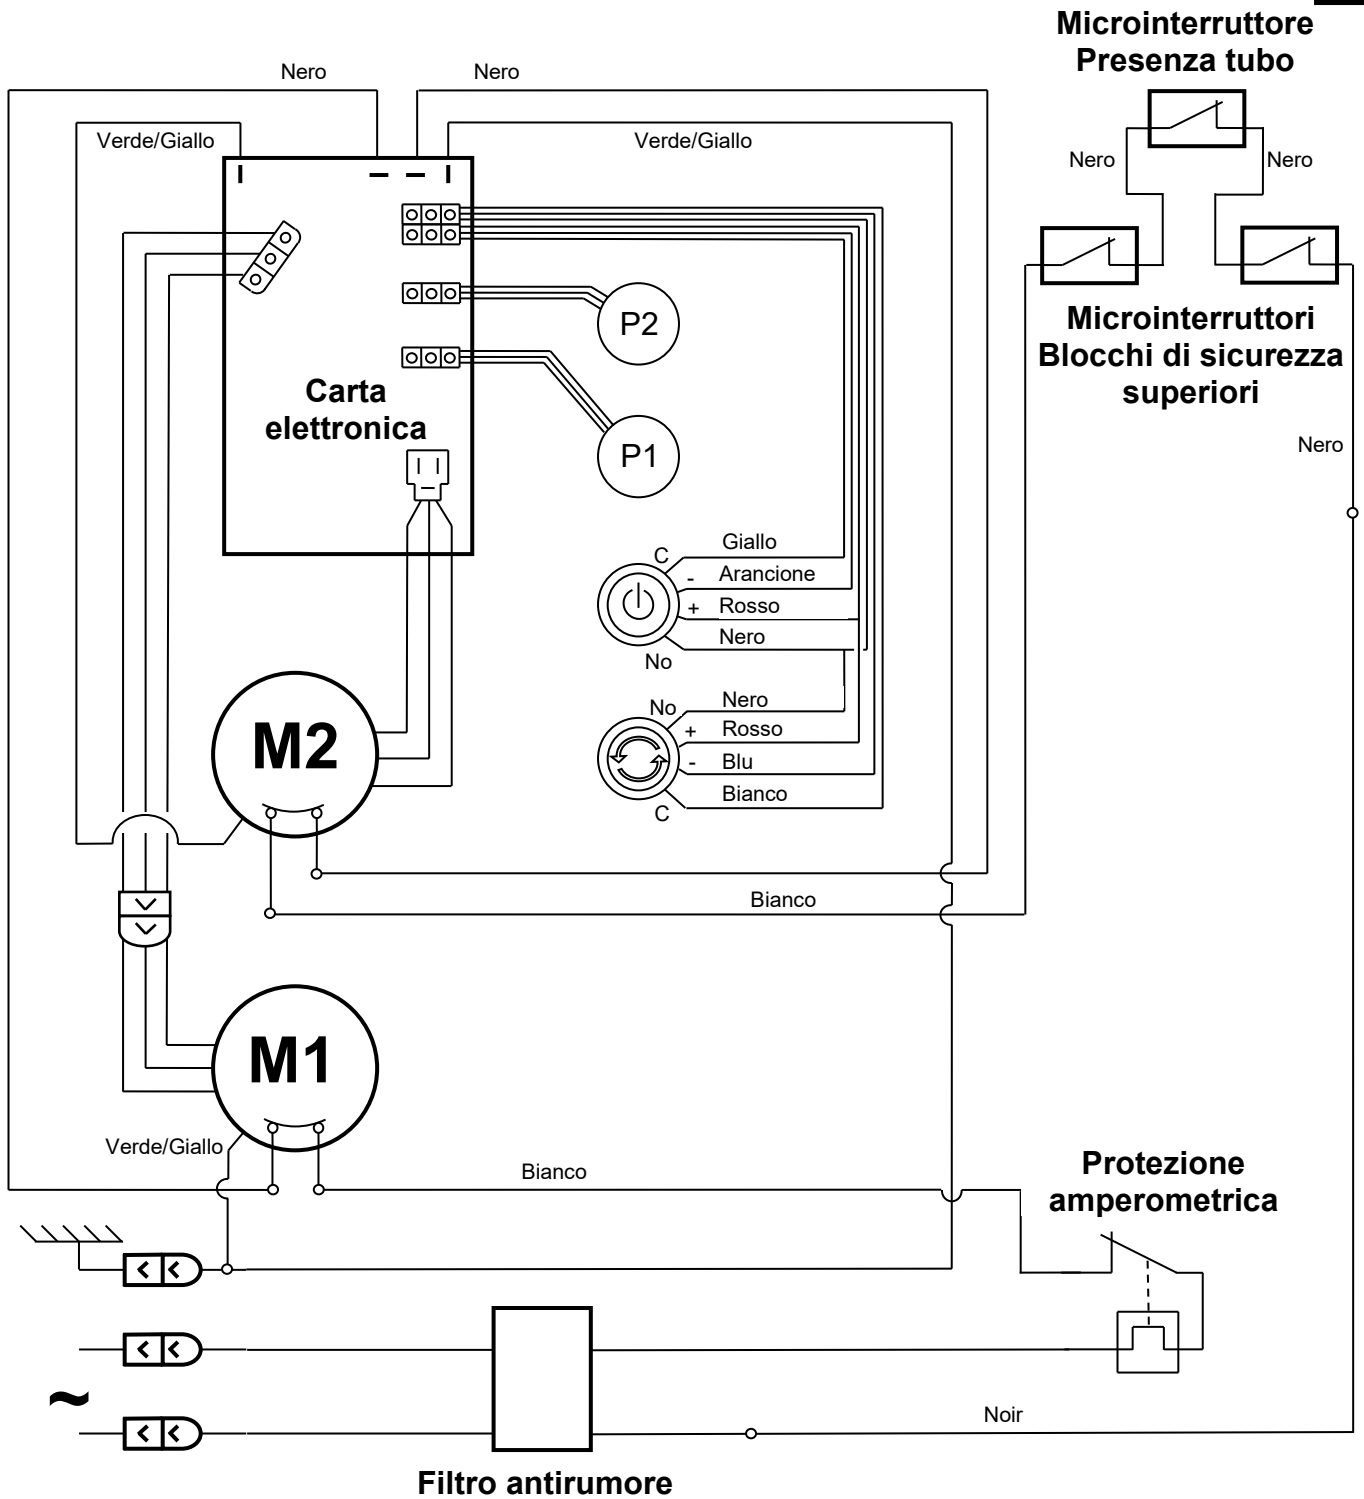 Microinterruttore
Presenza tubo
Nero
Nero
Verde/Giallo
Verde/Giallo
Nero
Nero
P2
Microinterruttori
Blocchi di sicurezza
superiori
Carta
elettronica
P1
Nero
C
Giallo
- Arancione
+ Rosso
Nero
No
No
Nero
+ Rosso
- Blu
Bianco
C
M2
Bianco
M1
Verde/Giallo
Bianco
Protezione
amperometrica
~
Noir
Filtro antirumore